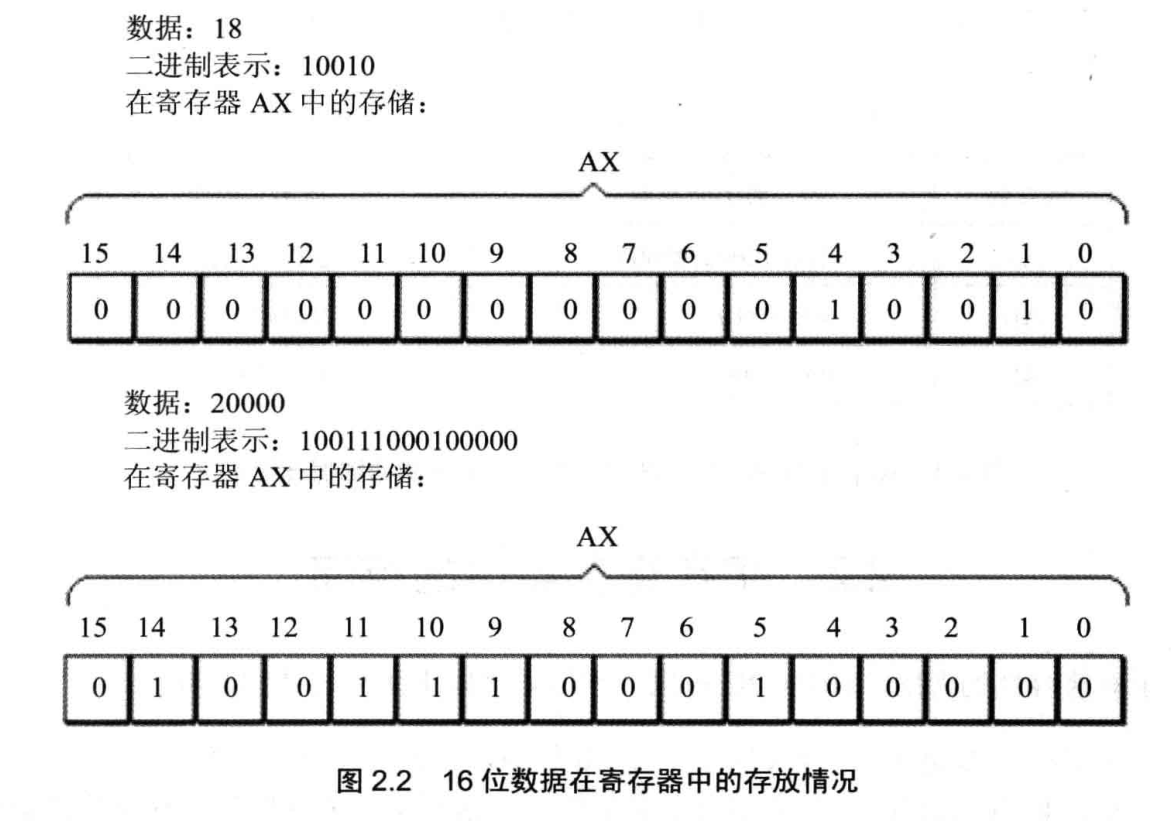 数据：18
二进制表示：10010
在寄存器 AX 中的存储：
AX
15 14 13 12 11 10 9 8 7 6 5 4 3 2 1 0
0 0 0 0 0 0 0 0 0 0 0 1 0 0 1 0
数据：20000
二进制表示：100111000100000
在寄存器 AX 中的存储：
AX
15 14 13 12 11 10 9 8 7 6 5 4 3 2 1 0
0 1 0 0 1 1 1 0 0 0 1 0 0 0 0 0
图 2.2 16 位数据在寄存器中的存放情况